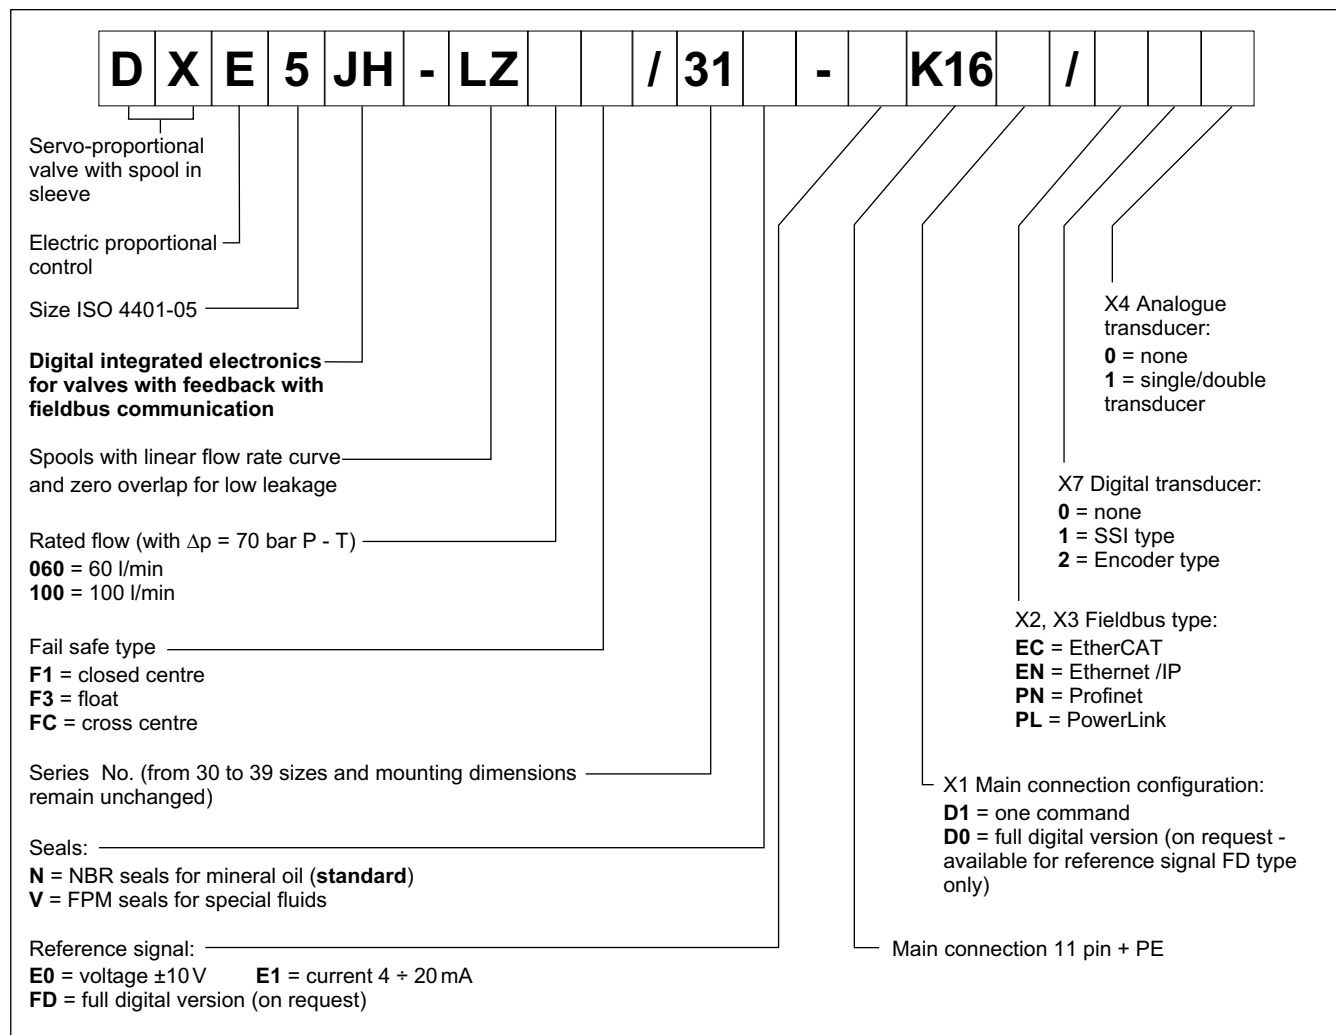 D X E 5 JH - LZ / 31 - K16 /
Servo-proportional
valve with spool in
sleeve
Electric proportional
control
Size ISO 4401-05
Digital integrated electronics
for valves with feedback with
fieldbus communication
Spools with linear flow rate curve
and zero overlap for low leakage
Rated flow (with Δp = 70 bar P - T)
060 = 60 l/min
100 = 100 l/min
Fail safe type
F1 = closed centre
F3 = float
FC = cross centre
Series No. (from 30 to 39 sizes and mounting dimensions
remain unchanged)
Seals:
N = NBR seals for mineral oil (standard)
V = FPM seals for special fluids
Reference signal:
E0 = voltage ±10 V E1 = current 4 ÷ 20 mA
FD = full digital version (on request)
X4 Analogue
transducer:
0 = none
1 = single/double
transducer
X7 Digital transducer:
0 = none
1 = SSI type
2 = Encoder type
X2, X3 Fieldbus type:
EC = EtherCAT
EN = Ethernet /IP
PN = Profinet
PL = PowerLink
X1 Main connection configuration:
D1 = one command
D0 = full digital version (on request -
available for reference signal FD type
only)
Main connection 11 pin + PE